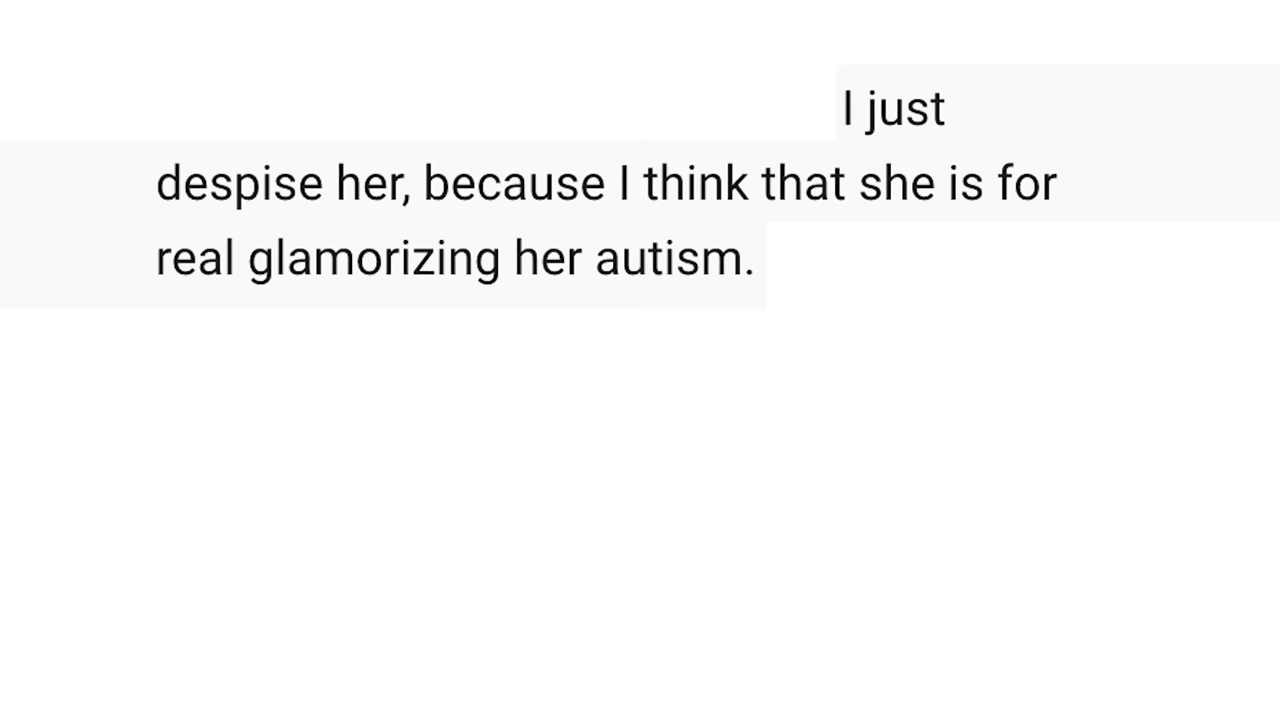 I just
despise her, because I think that she is for
real glamorizing her autism.